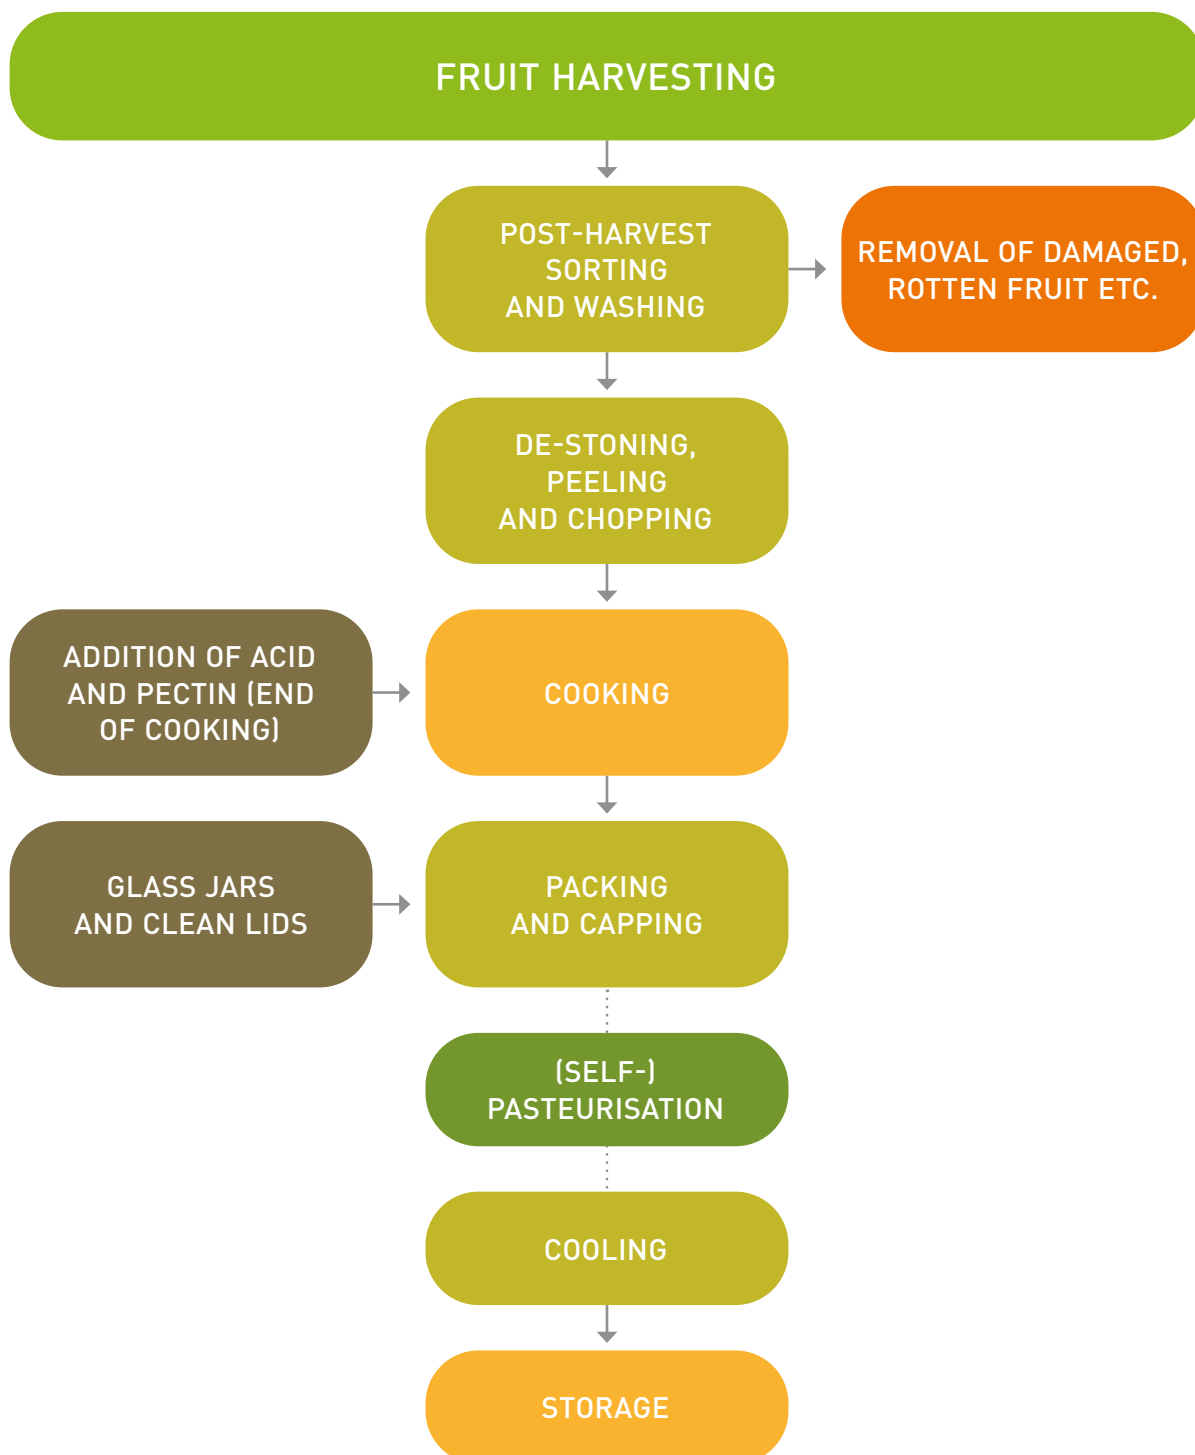 FRUIT HARVESTING
POST-HARVEST
SORTING
AND WASHING
REMOVAL OF DAMAGED,
ROTTEN FRUIT ETC.
DE-STONING,
PEELING
AND CHOPPING
ADDITION OF ACID
AND PECTIN (END
OF COOKING)
COOKING
GLASS JARS
AND CLEAN LIDS
PACKING
AND CAPPING
(SELF-)
PASTEURISATION
COOLING
STORAGE